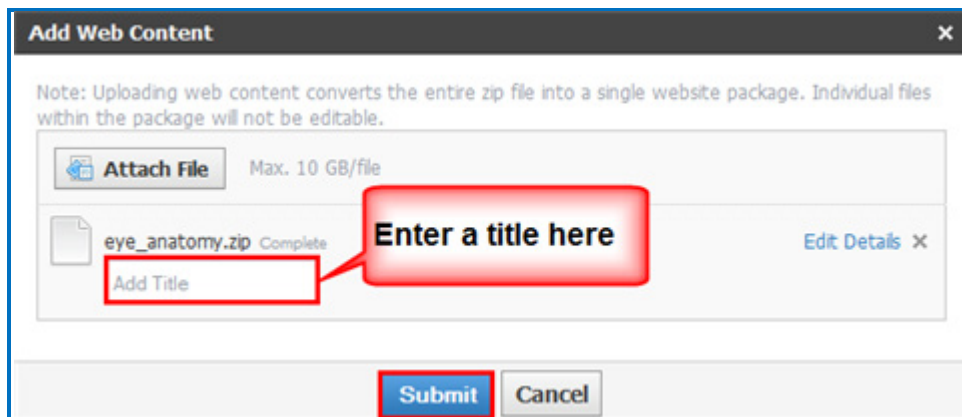 Add Web Content ×
Note: Uploading web content converts the entire zip file into a single website package. Individual files
within the package will not be editable.
Attach File Max. 10 GB/file
eye_anatomy.zip Complete Enter a title here Edit Details ×
Add Title
Submit Cancel